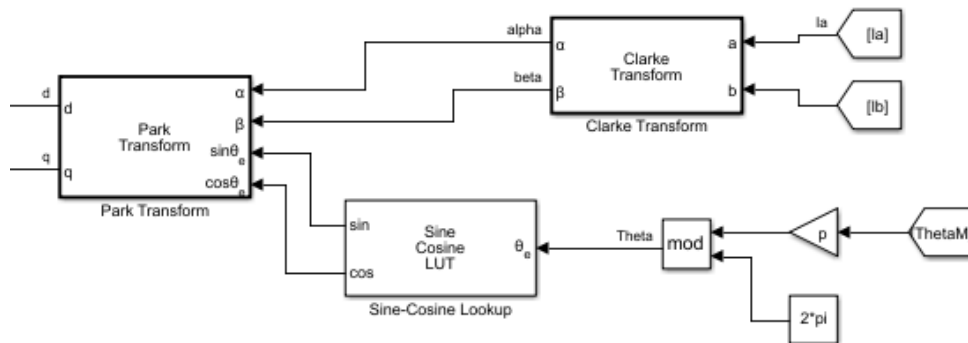 alpha
Ia
α
Clarke
Transform
a
[Ia]
beta
β
b
[Ib]
Clarke Transform
d
d
α
Park
Transform
β
sinθe
q
q
cosθe
Park Transform
sin
Sine
Cosine
LUT
θe
cos
Sine-Cosine Lookup
Theta
mod
p
ThetaM
2*pi